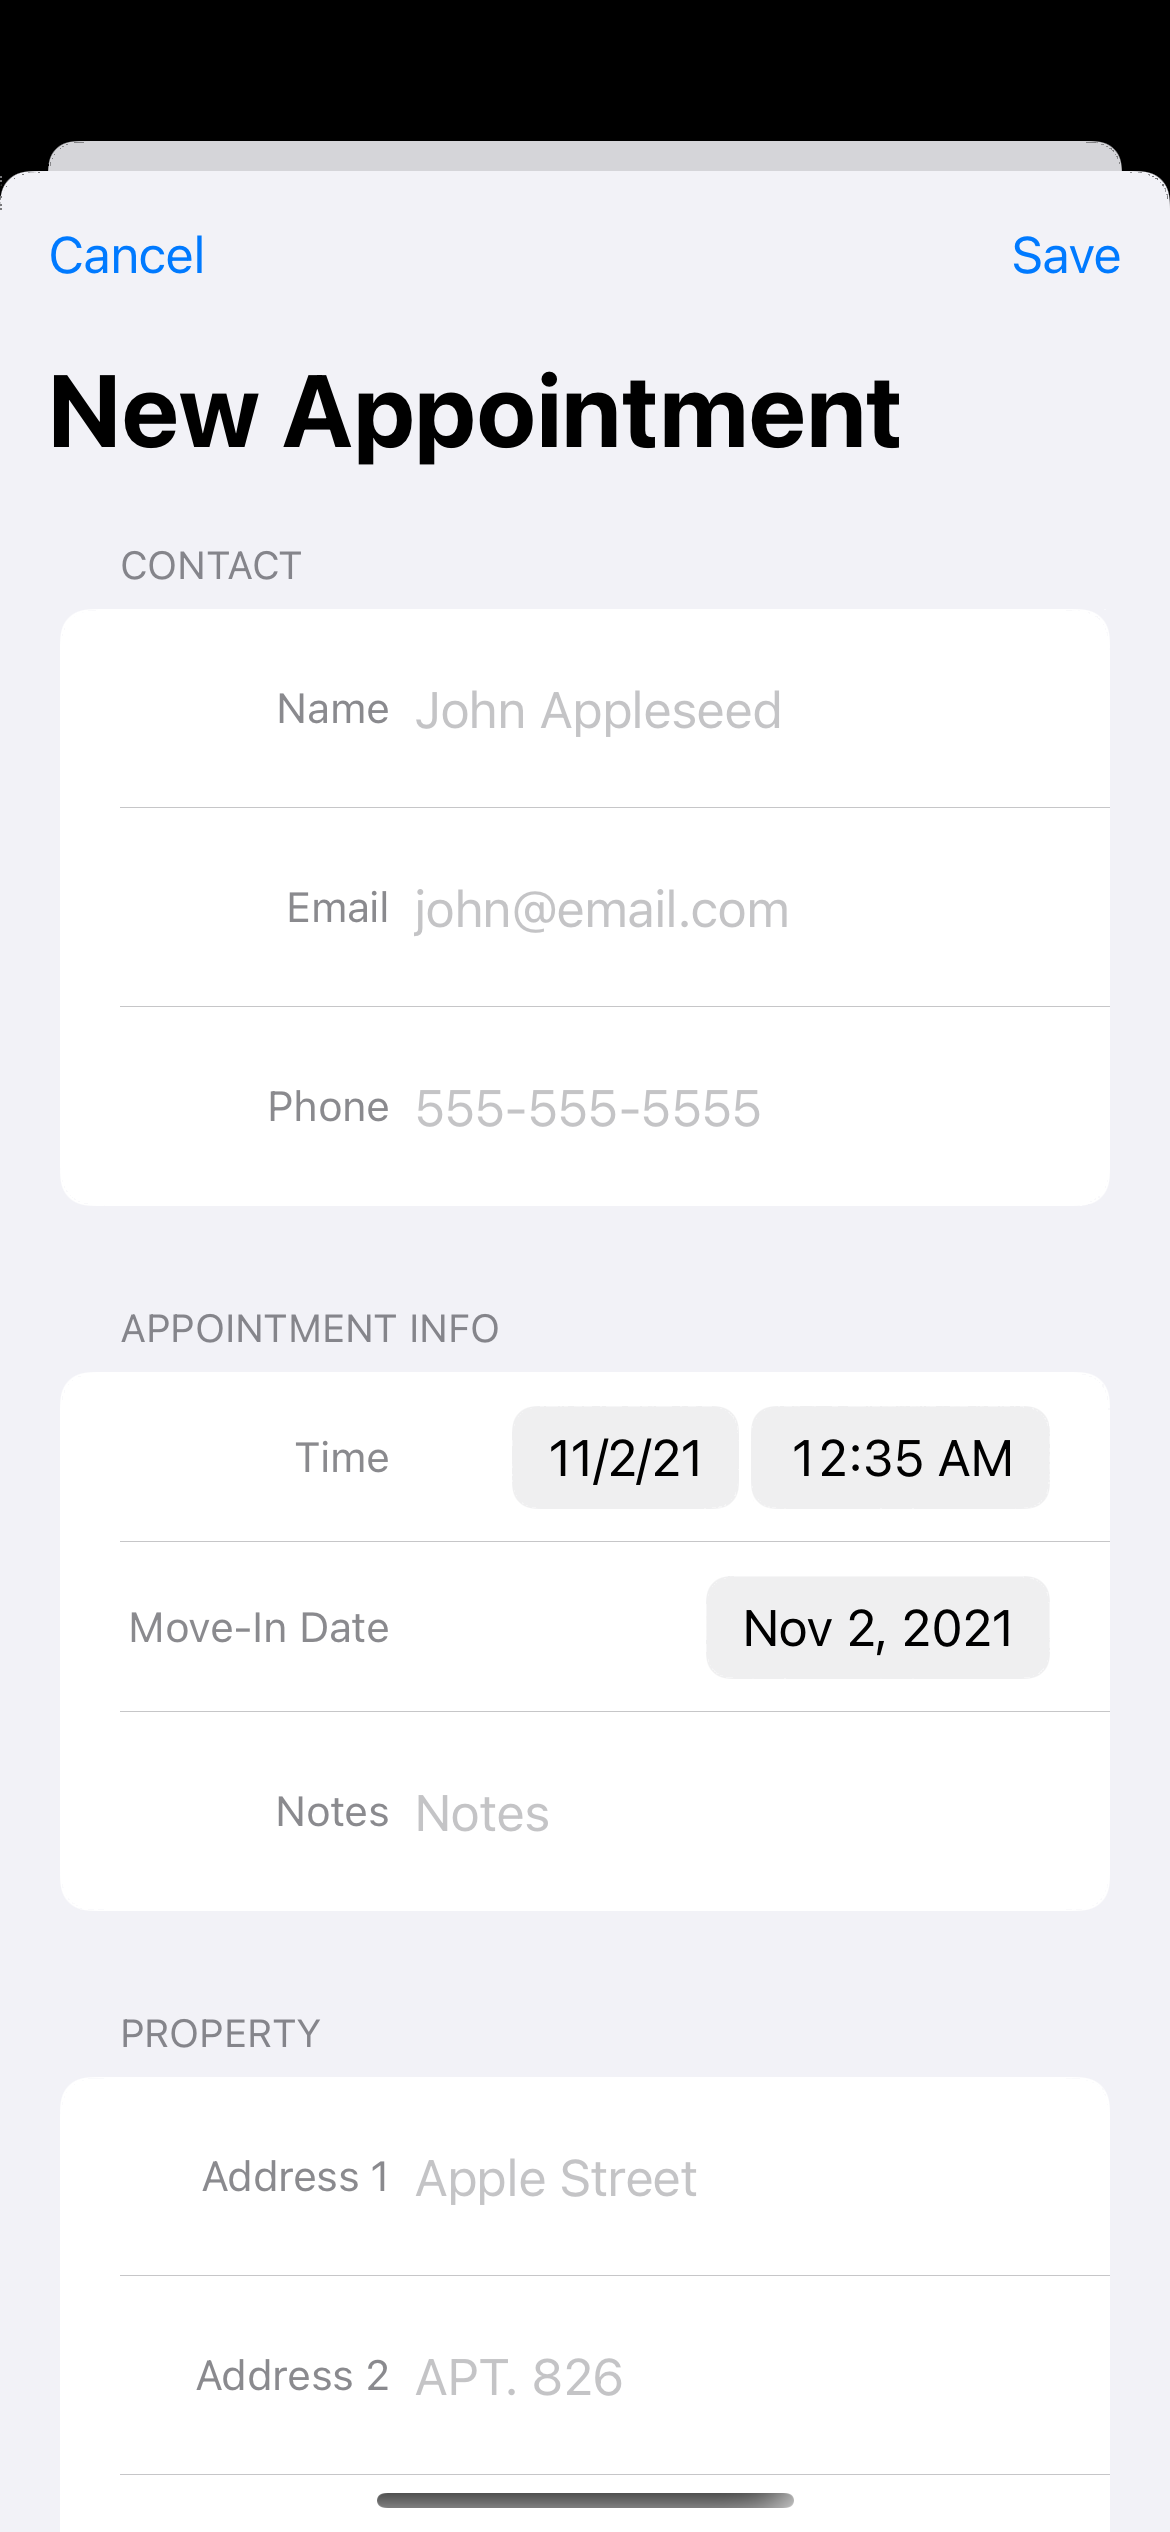 Cancel Save
New Appointment
CONTACT
Name John Appleseed
Email john@email.com
Phone 555-555-5555
APPOINTMENT INFO
Time 11/2/21 12:35 AM
Move-In Date Nov 2, 2021
Notes Notes
PROPERTY
Address 1 Apple Street
Address 2 APT. 826